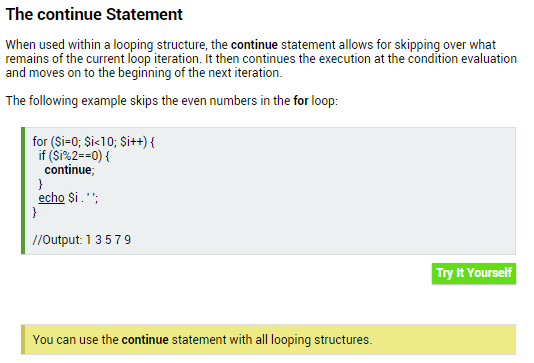 The continue Statement
When used within a looping structure, the continue statement allows for skipping over what
remains of the current loop iteration. It then continues the execution at the condition evaluation
and moves on to the beginning of the next iteration.
The following example skips the even numbers in the for loop:
for ($i=0; $i<10; $i++) {
if ($i%2==0) {
continue;
}
echo $i . ' ';
}
//Output: 1 3 5 7 9
Try It Yourself
You can use the continue statement with all looping structures.